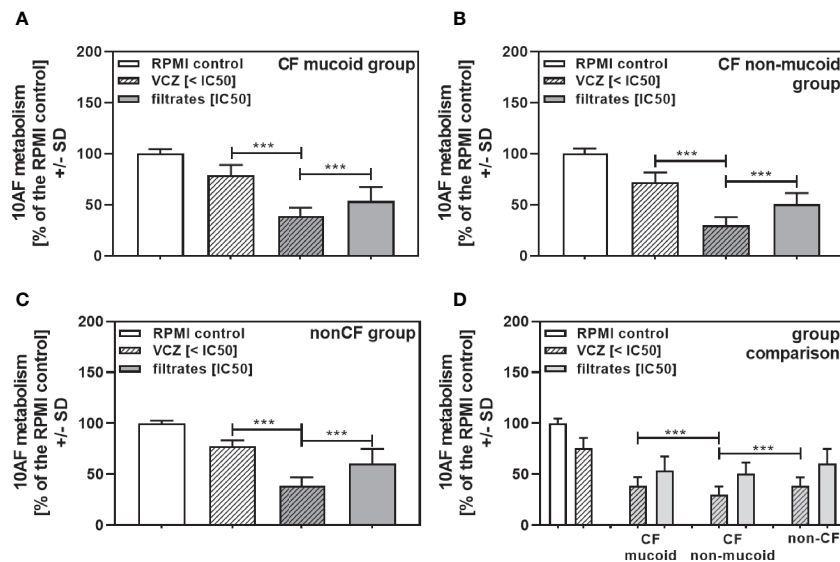 A
10AF metabolism
[% of the RPMI control]
+/- SD
200
150
100
50
0
RPMI control
VCZ [< IC50]
filtrates [IC50]
CF mucoid group
***
***
B
10AF metabolism
[% of the RPMI control]
+/- SD
200
150
100
50
0
RPMI control
VCZ [< IC50]
filtrates [IC50]
CF non-mucoid
group
***
***
C
10AF metabolism
[% of the RPMI control]
+/- SD
200
150
100
50
0
RPMI control
VCZ [< IC50]
filtrates [IC50]
nonCF group
***
***
D
10AF metabolism
[% of the RPMI control]
+/- SD
200
150
100
50
0
RPMI control
VCZ [< IC50]
filtrates [IC50]
group
comparison
***
***
CF
mucoid
CF
non-mucoid
non-CF